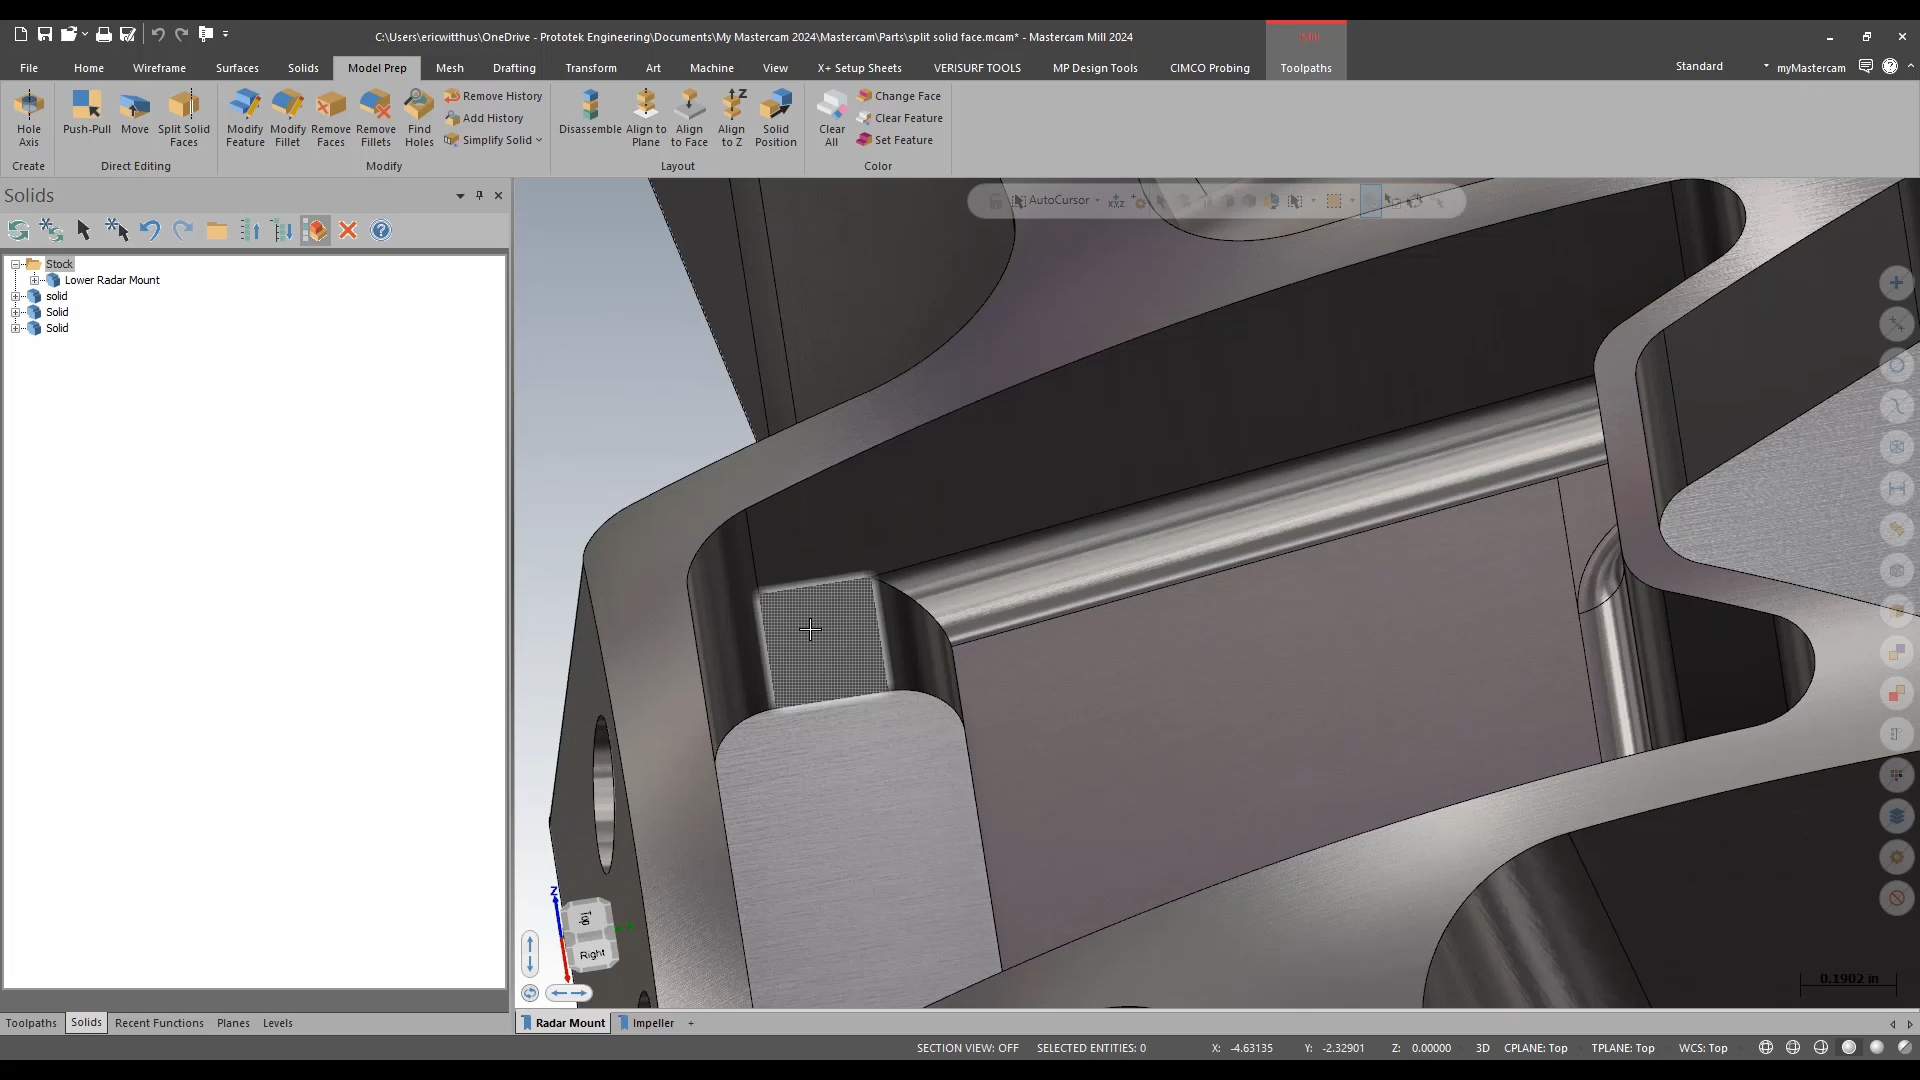 C:\Users\ericwitthus\OneDrive - Prototek Engineering\Documents\My Mastercam 2024\Mastercam\Parts\split solid face.mcam* - Mastercam Mill 2024
Mill
File Home Wireframe Surfaces Solids Model Prep Mesh Drafting Transform Art Machine View X+ Setup Sheets VERISURF TOOLS MP Design Tools CIMCO Probing Toolpaths Standard myMastercam
Hole Axis
Push-Pull
Move
Split Solid Faces
Modify Feature
Modify Fillet
Remove Faces
Remove Fillets
Find Holes
Remove History
Add History
Simplify Solid
Disassemble
Align to Plane
Align to Face
Z
Align to Z
Solid Position
Clear All
Change Face
Clear Feature
Set Feature
Create Direct Editing Modify Layout Color
Solids
AutoCursor
Stock
Lower Radar Mount
solid
Solid
Solid
Z
Top
Right
0.1902 in
Toolpaths Solids Recent Functions Planes Levels
Radar Mount Impeller +
SECTION VIEW: OFF SELECTED ENTITIES: 0 X: -4.63135 Y: -2.32901 Z: 0.00000 3D CPLANE: Top TPLANE: Top WCS: Top